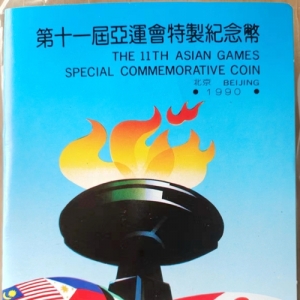 第十一屆亞運會特製紀念幣
THE 11TH ASIAN GAMES
SPECIAL COMMEMORATIVE COIN
北京 BEIJING
• 1990 •